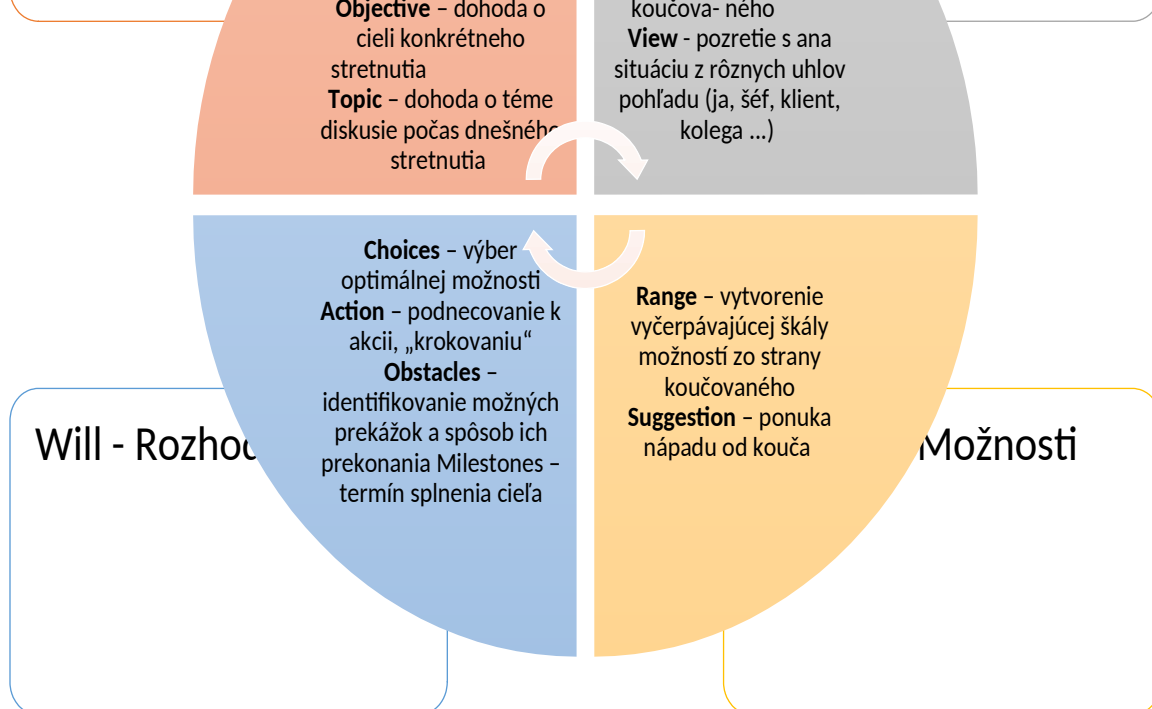 Objective – dohoda o
cieli konkrétneho
stretnutia
Topic – dohoda o téme
diskusie počas dnešného
stretnutia
koučova- ného
View - pozretie s ana
situáciu z rôznych uhlov
pohľadu (ja, šéf, klient,
kolega ...)
Choices – výber
optimálnej možnosti
Action – podnecovanie k
akcii, „krokovaniu“
Obstacles –
identifikovanie možných
prekážok a spôsob ich
prekonania Milestones –
termín splnenia cieľa
Range – vytvorenie
vyčerpávajúcej škály
možností zo strany
koučovaného
Suggestion – ponuka
nápadu od kouča
Will - Rozhod
Možnosti